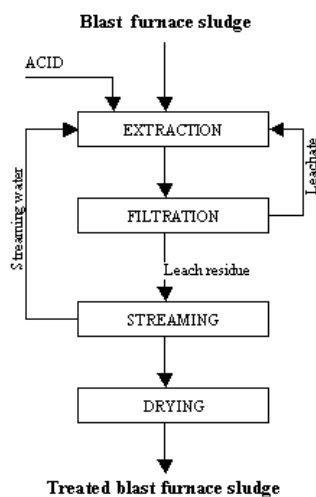 Blast furnace sludge
ACID
EXTRACTION
Streaming water
Leachate
FILTRATION
Leach residue
STREAMING
DRYING
Treated blast furnace sludge